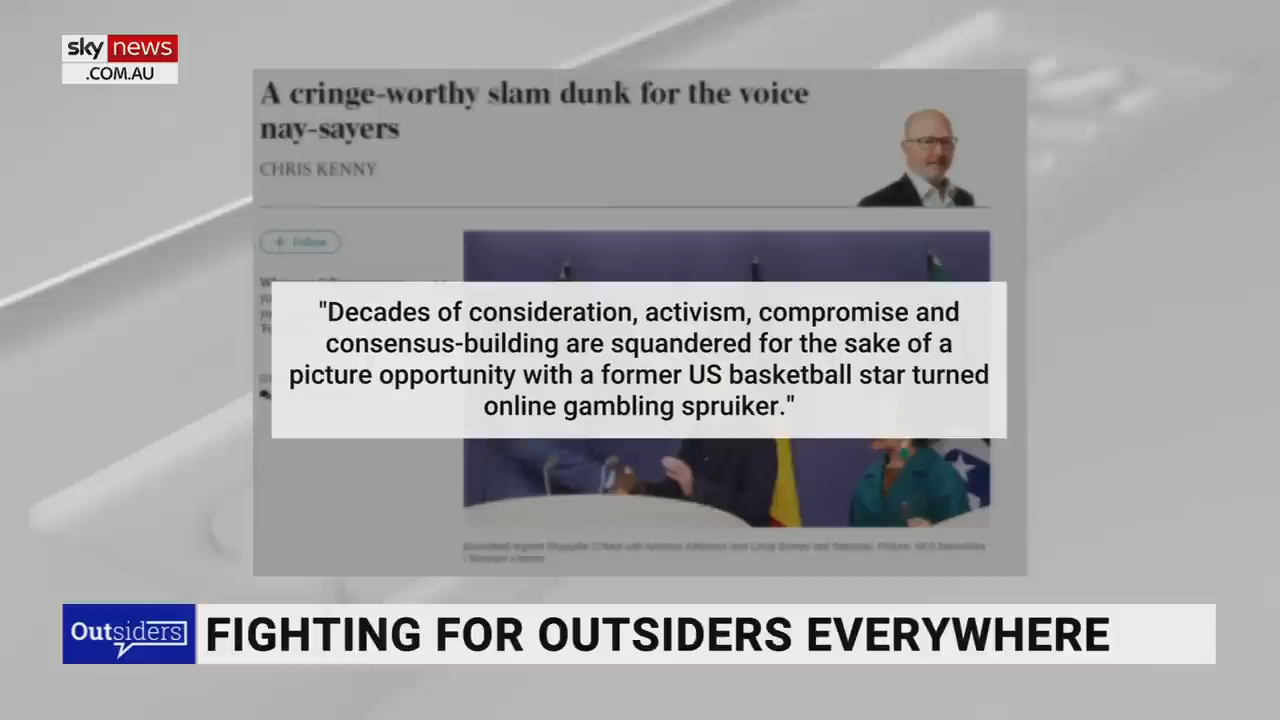 sky news
.COM.AU
A cringe-worthy slam dunk for the voice
nay-sayers
CHRIS KENNY
+ Follow
"Decades of consideration, activism, compromise and
consensus-building are squandered for the sake of a
picture opportunity with a former US basketball star turned
online gambling spruiker."
Outsiders
FIGHTING FOR OUTSIDERS EVERYWHERE